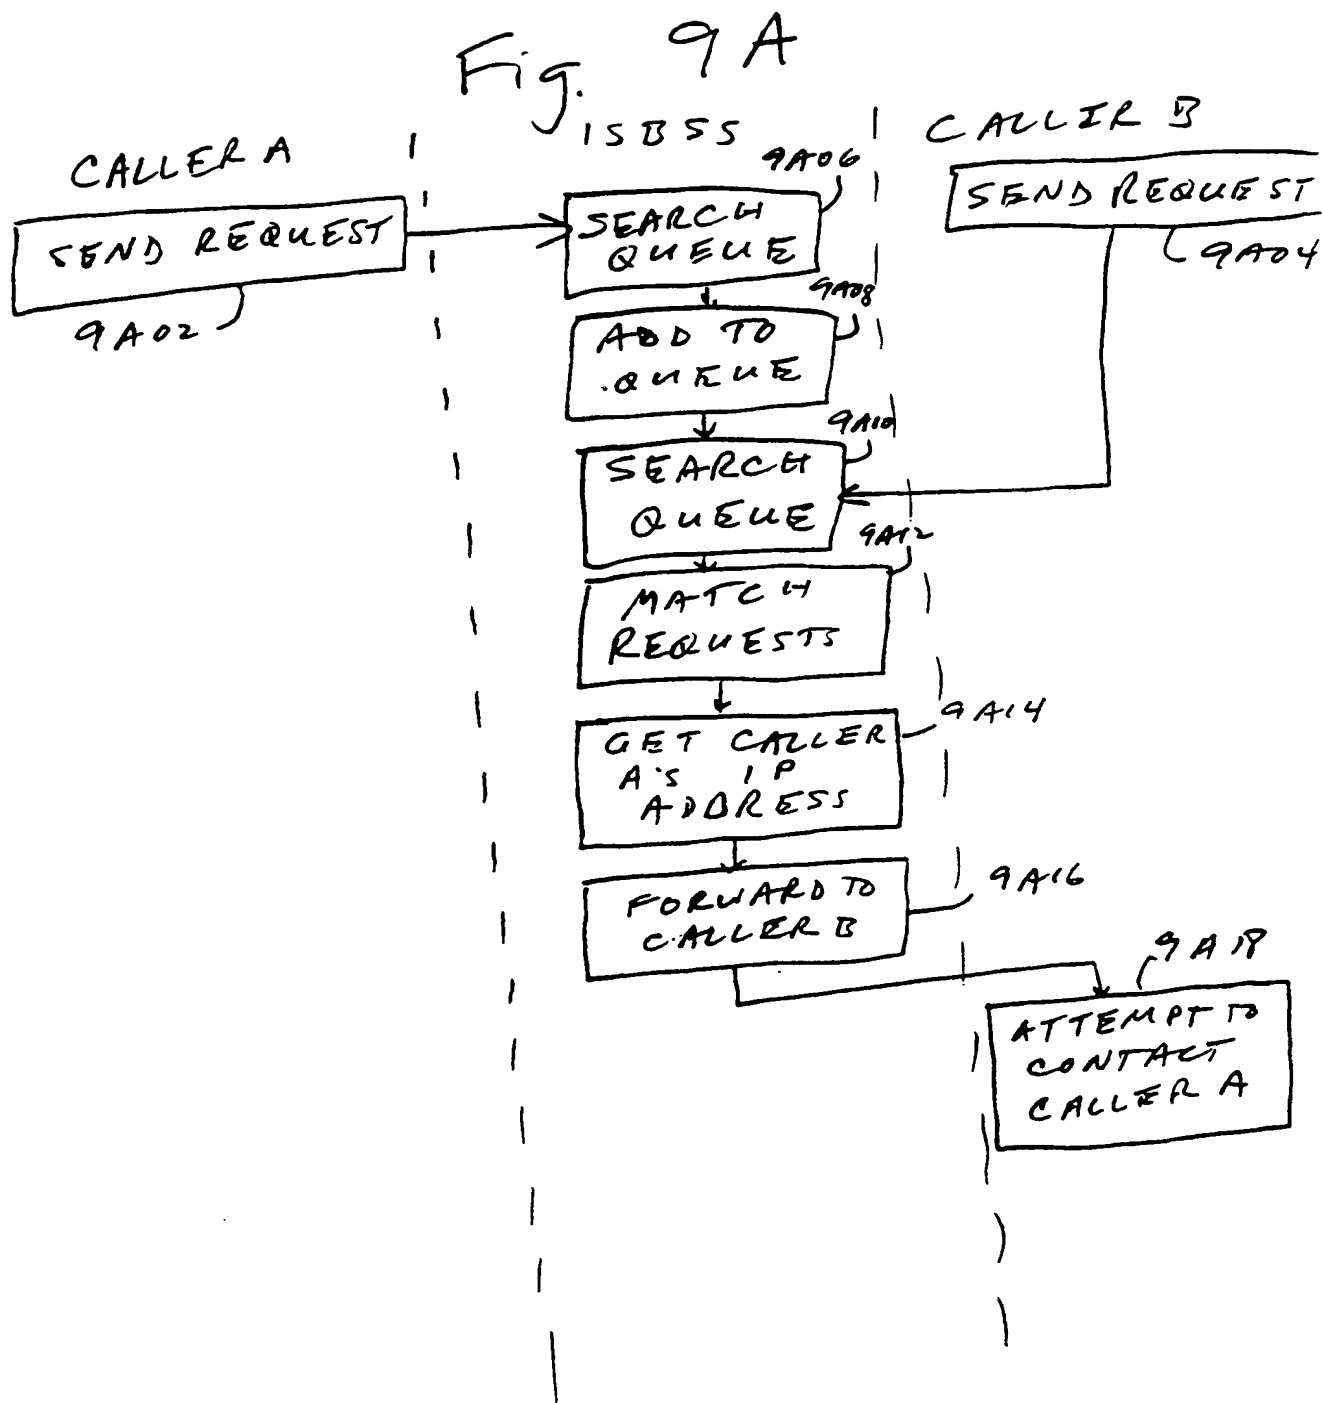 Fig. 9A
CALLER A
ISBSS
CALLER B
SEND REQUEST
9A02
9A06
SEARCH
QUEUE
SEND REQUEST
9A04
9A08
ADD TO
QUEUE
9A10
SEARCH
QUEUE
9A12
MATCH
REQUESTS
9A14
GET CALLER
A's IP
ADDRESS
9A16
FORWARD TO
CALLER B
9A18
ATTEMPT TO
CONTACT
CALLER A